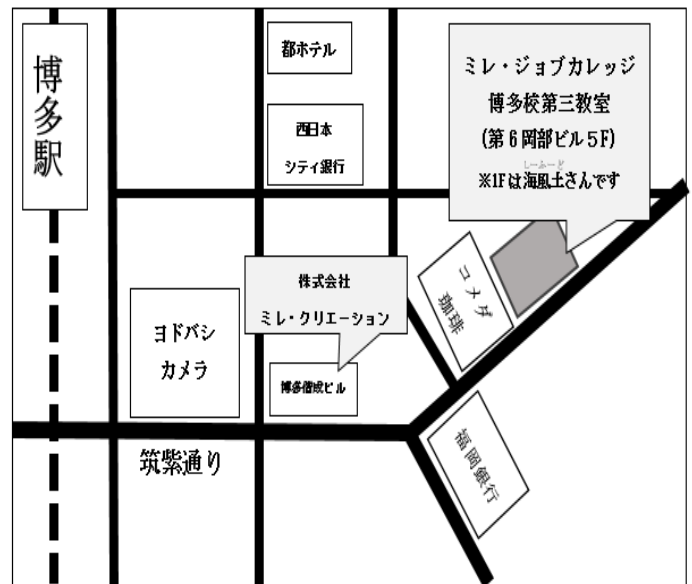 博多駅
都ホテル
西日本
シティ銀行
ミレ・ジョブカレッジ
博多校第三教室
(第6岡部ビル5F)
しーふーど
※1Fは海風土さんです
株式会社
ミレ・クリエーション
コメダ
珈琲
ヨドバシ
カメラ
博多偕成ビル
福岡銀行
筑紫通り